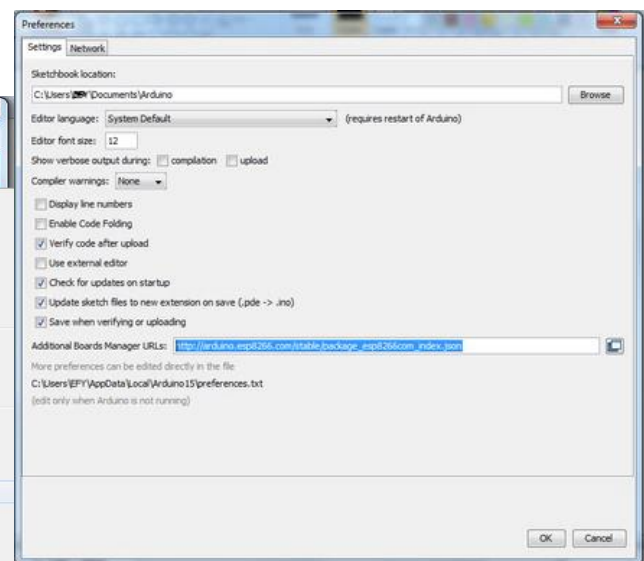 Preferences
Settings Network
Sketchbook location:
C:\Users\ \Documents\Arduino Browse
Editor language: System Default (requires restart of Arduino)
Editor font size: 12
Show verbose output during: compilation upload
Compiler warnings: None
Display line numbers
Enable Code Folding
Verify code after upload
Use external editor
Check for updates on startup
Update sketch files to new extension on save (.pde -> .ino)
Save when verifying or uploading
Additional Boards Manager URLs: http://arduino.esp8266.com/stable/package_esp8266com_index.json
More preferences can be edited directly in the file
C:\Users\EFY\AppData\Local\Arduino15\preferences.txt
(edit only when Arduino is not running)
OK Cancel